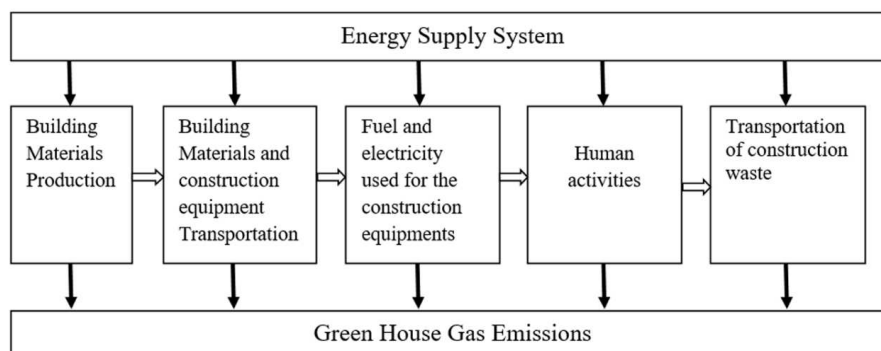 Energy Supply System
Building
Materials
Production
Building
Materials and
construction
equipment
Transportation
Fuel and
electricity
used for the
construction
equipments
Human
activities
Transportation
of construction
waste
Green House Gas Emissions